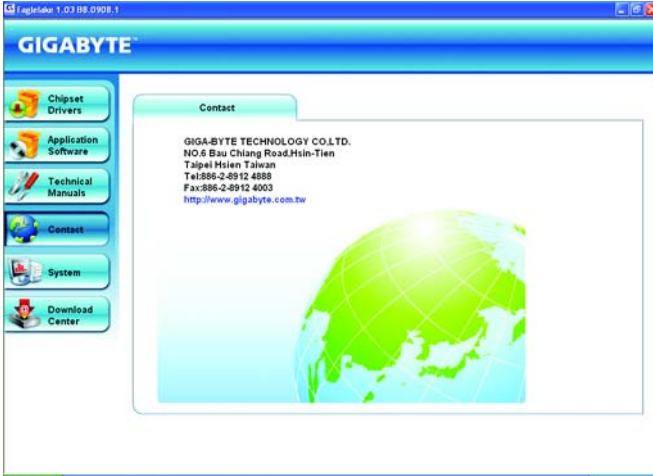 Eaglelake 1.03 B8.0908.1
GIGABYTE™
Chipset
Drivers
Application
Software
Technical
Manuals
Contact
System
Download
Center
Contact
GIGA-BYTE TECHNOLOGY CO.,LTD.
NO.6 Bau Chiang Road,Hsin-Tien
Taipei Hsien Taiwan
Tel:886-2-8912 4888
Fax:886-2-8912 4003
http://www.gigabyte.com.tw